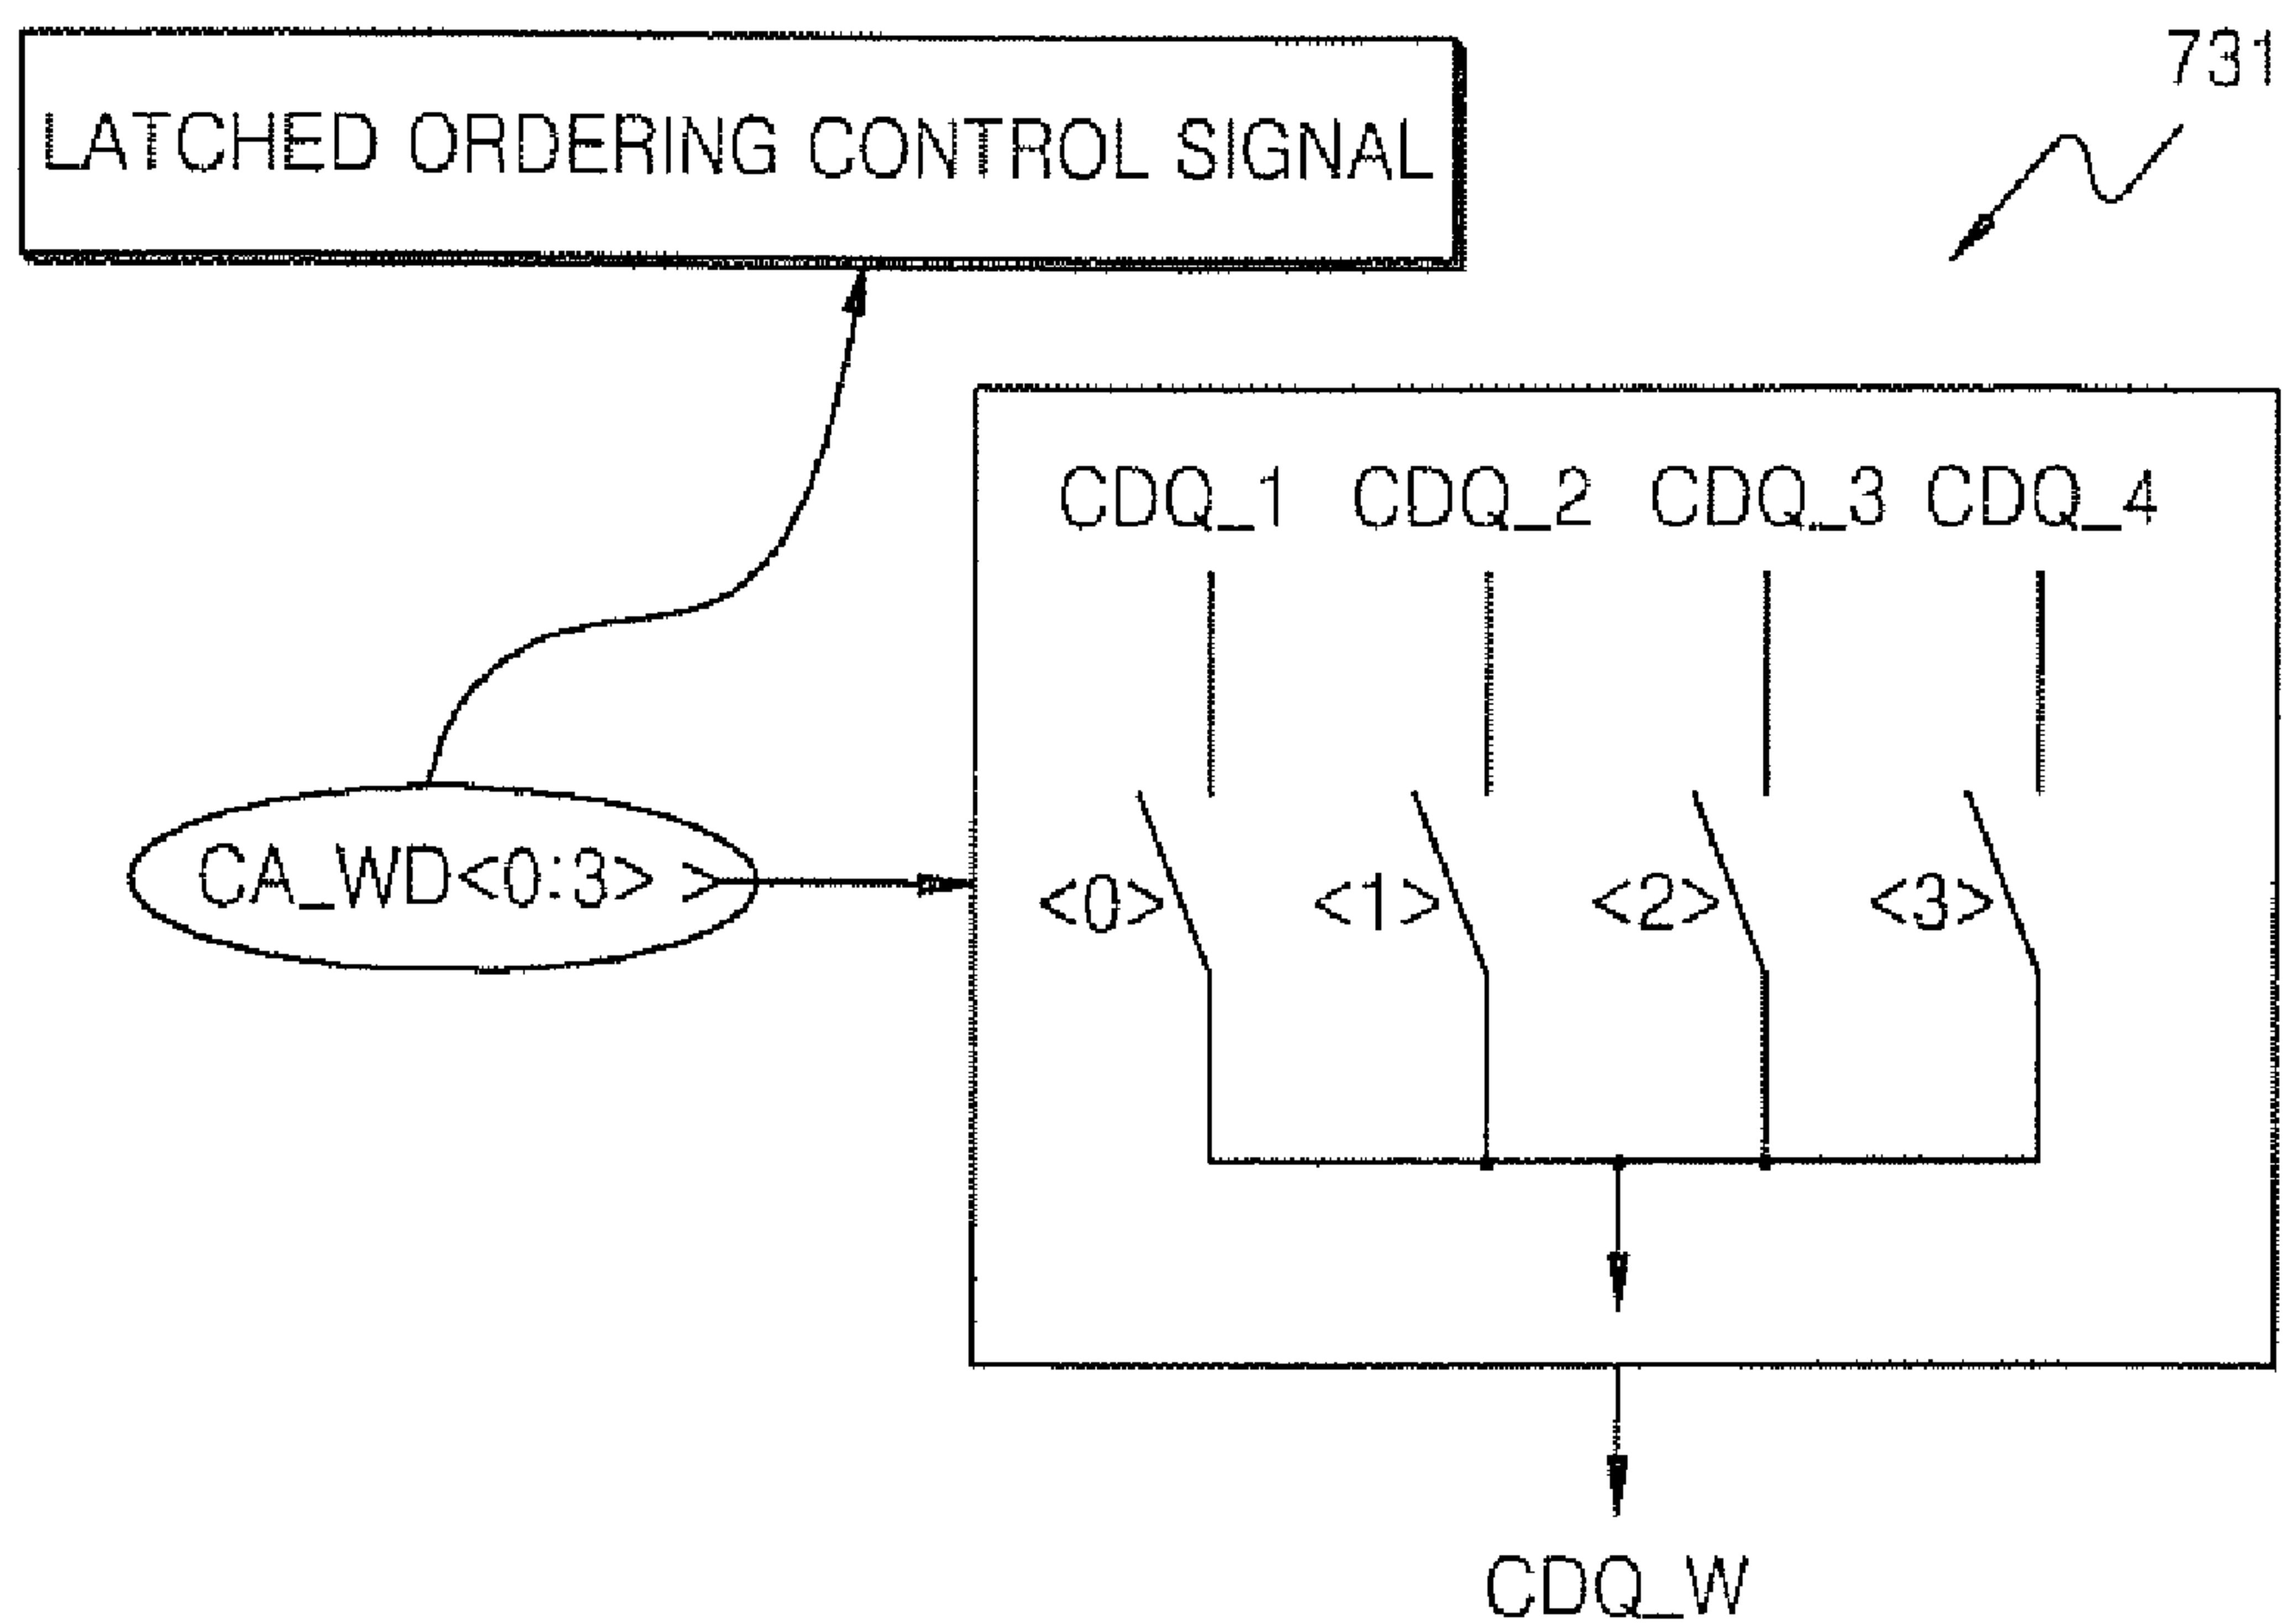 731
LATCHED ORDERING CONTROL SIGNAL
CDQ_1 CDQ_2 CDQ_3 CDQ_4
CA_WD<0:3>
<0> <1> <2> <3>
CDQ_W